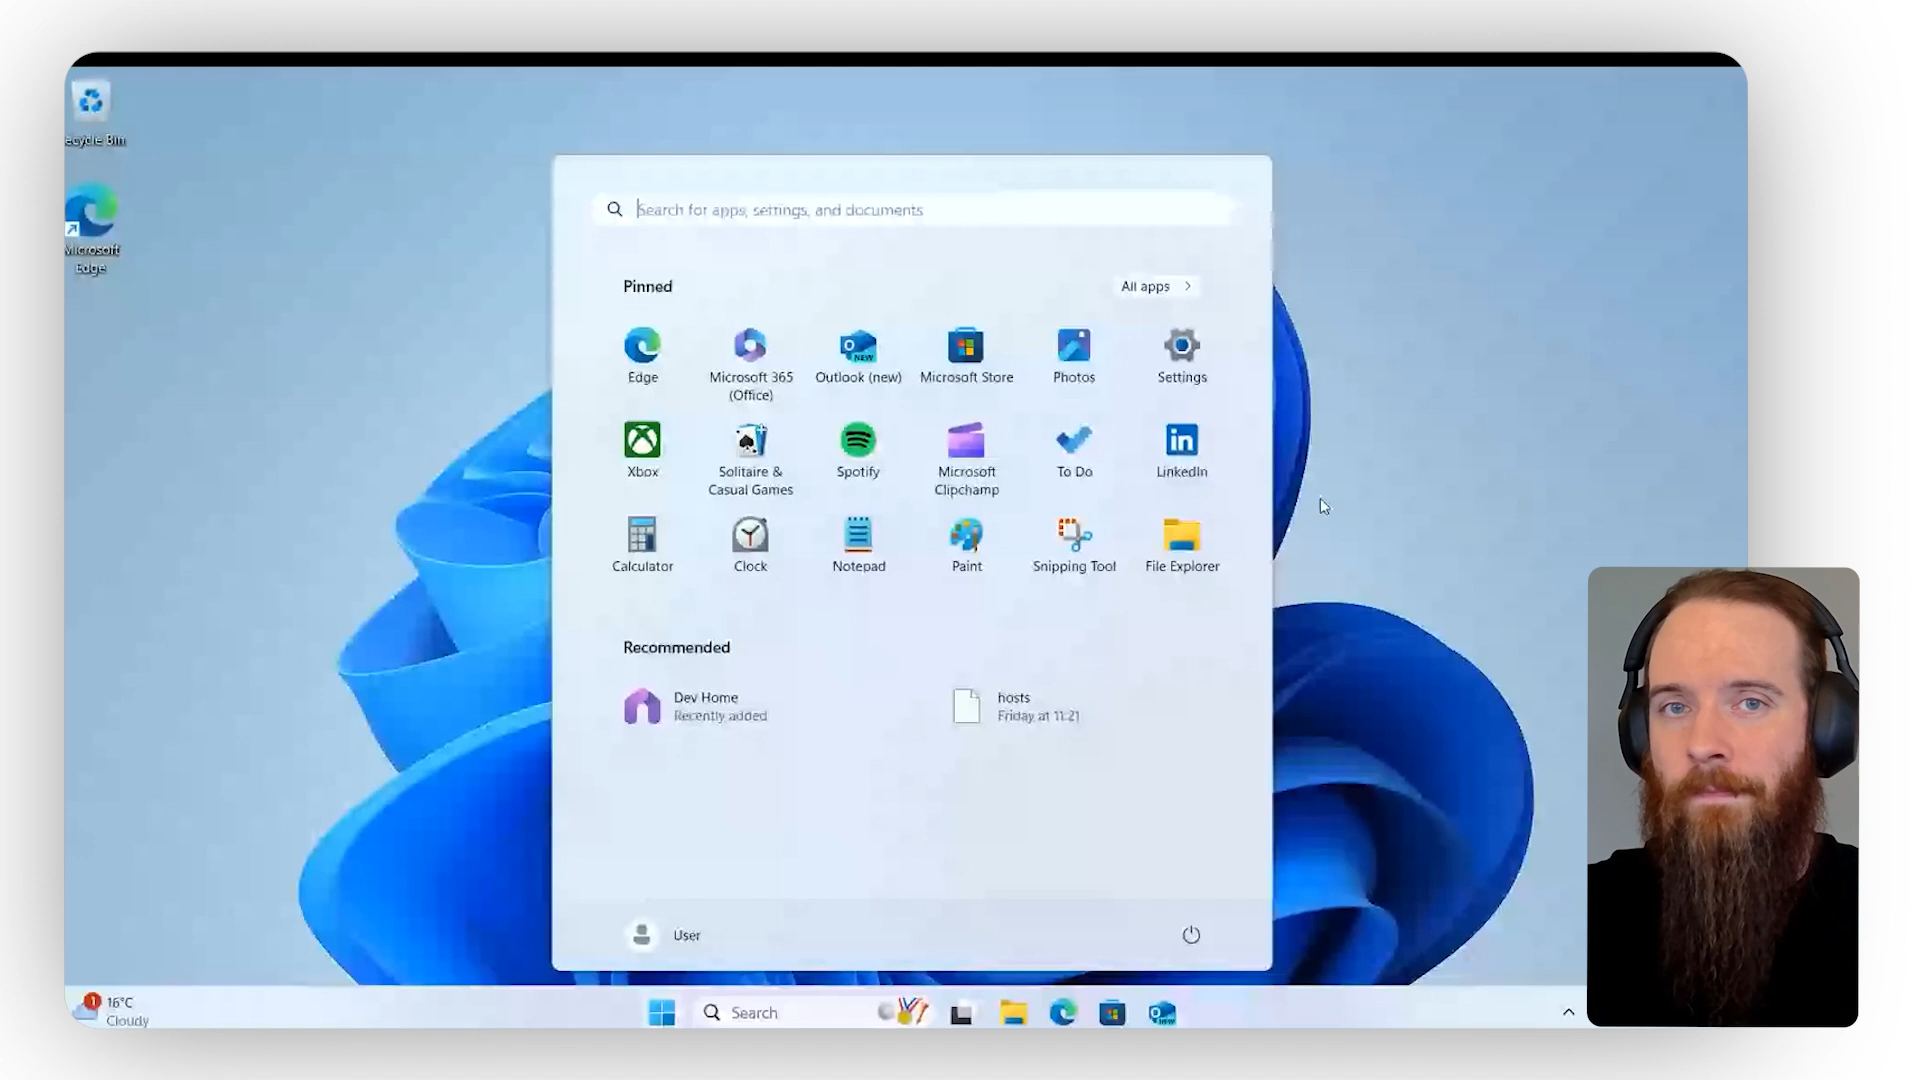 ecycle Bin
Microsoft
Edge
Search for apps, settings, and documents
Pinned
All apps
Edge
Microsoft 365
(Office)
Outlook (new)
Microsoft Store
Photos
Settings
Xbox
Solitaire &
Casual Games
Spotify
Microsoft
Clipchamp
To Do
LinkedIn
Calculator
Clock
Notepad
Paint
Snipping Tool
File Explorer
Recommended
Dev Home
Recently added
hosts
Friday at 11:21
User
1
16°C
Cloudy
Search